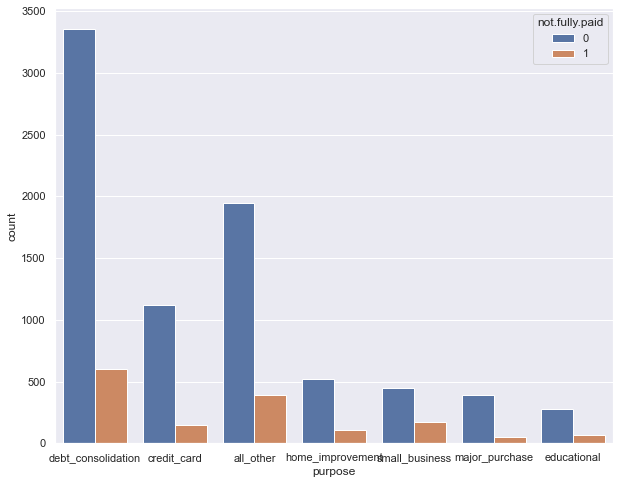 not.fully.paid
0
1
3500
3000
2500
2000
1500
1000
500
0
count
debt_consolidation credit_card all_other home_improvement small_business major_purchase educational
purpose